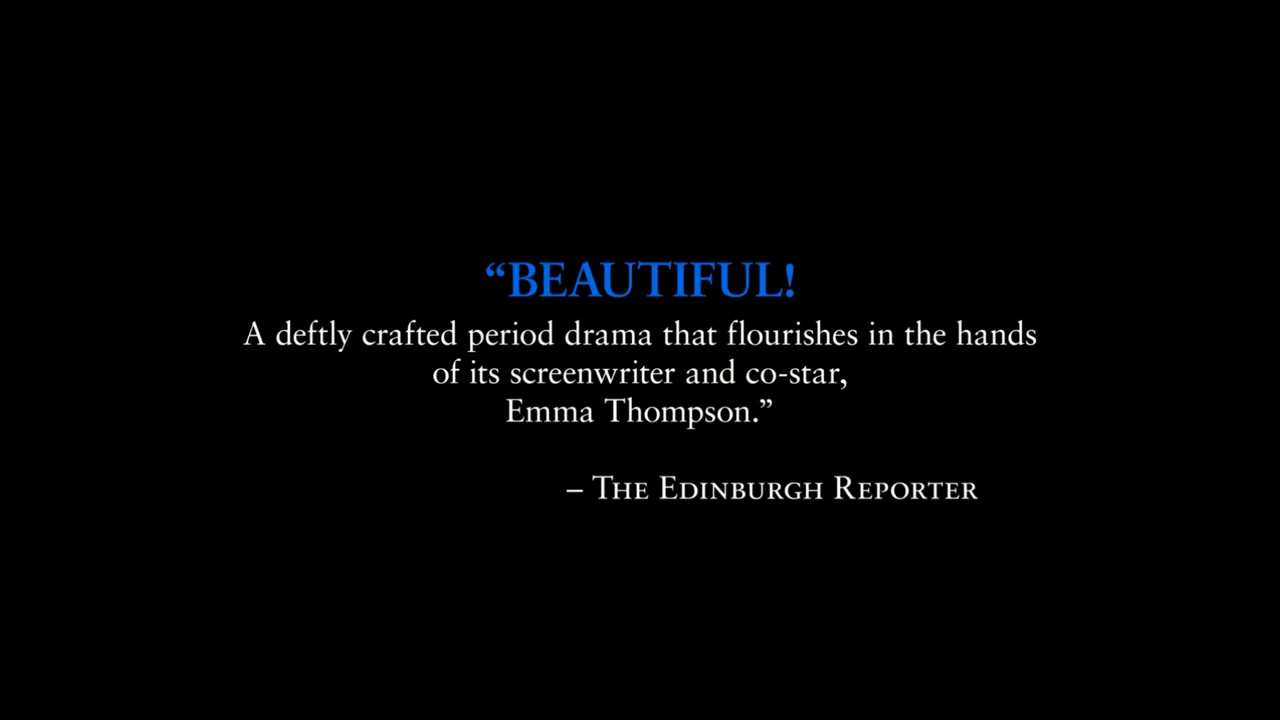 “BEAUTIFUL!
A deftly crafted period drama that flourishes in the hands
of its screenwriter and co-star,
Emma Thompson.”
– The Edinburgh Reporter